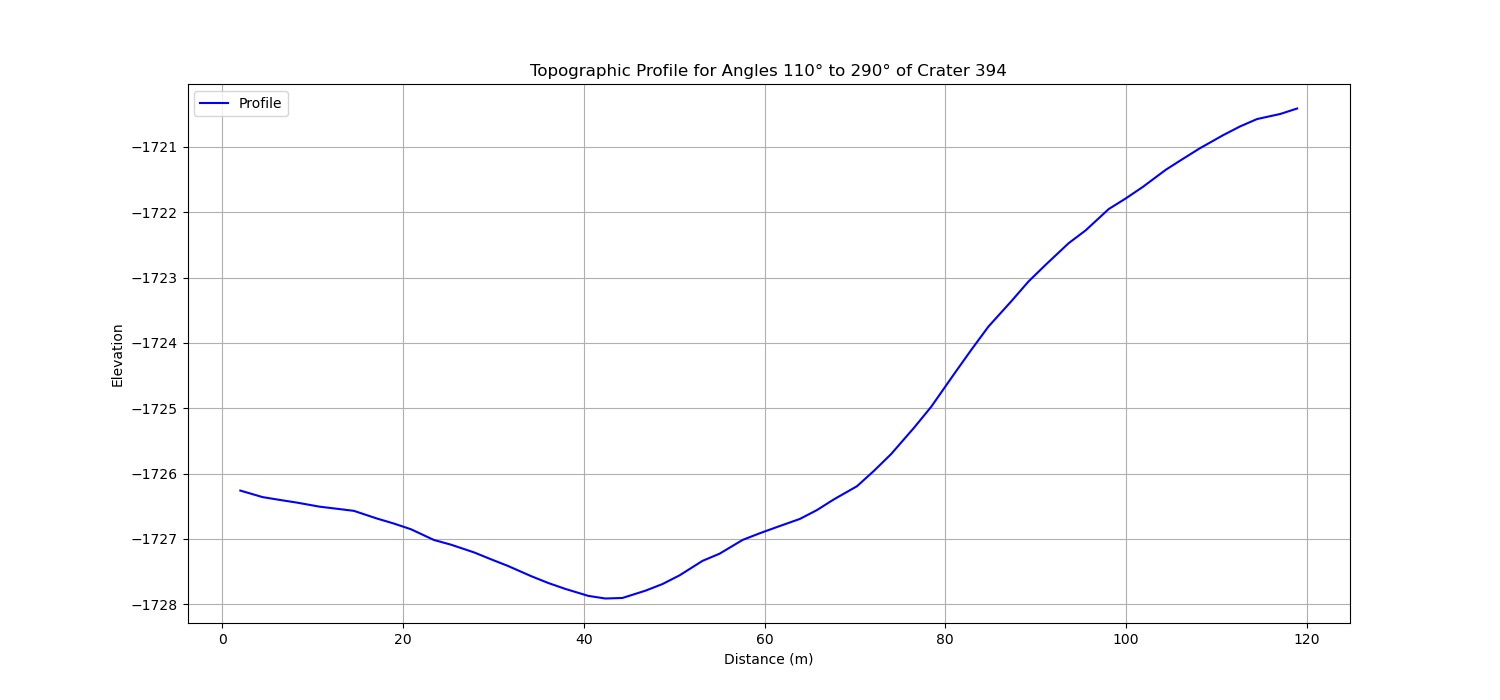 Topographic Profile for Angles 110° to 290° of Crater 394
Profile
−1721
−1722
−1723
−1724
−1725
−1726
−1727
−1728
Elevation
0 20 40 60 80 100 120
Distance (m)